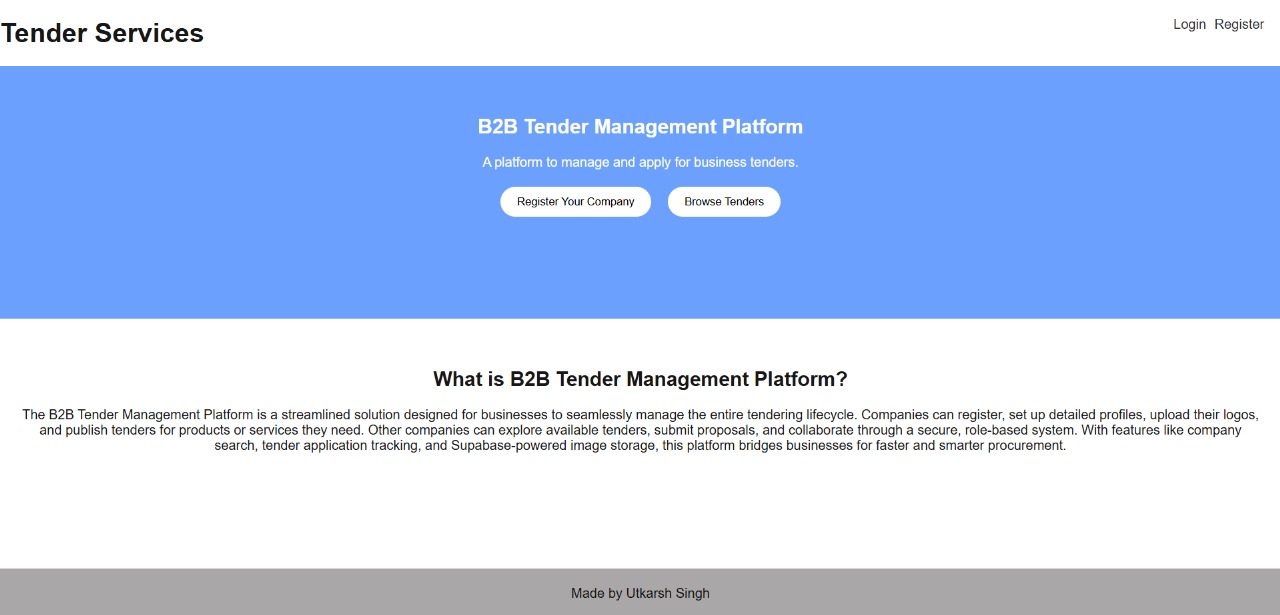 Tender Services
Login Register
B2B Tender Management Platform
A platform to manage and apply for business tenders.
Register Your Company
Browse Tenders
What is B2B Tender Management Platform?
The B2B Tender Management Platform is a streamlined solution designed for businesses to seamlessly manage the entire tendering lifecycle. Companies can register, set up detailed profiles, upload their logos,
and publish tenders for products or services they need. Other companies can explore available tenders, submit proposals, and collaborate through a secure, role-based system. With features like company
search, tender application tracking, and Supabase-powered image storage, this platform bridges businesses for faster and smarter procurement.
Made by Utkarsh Singh